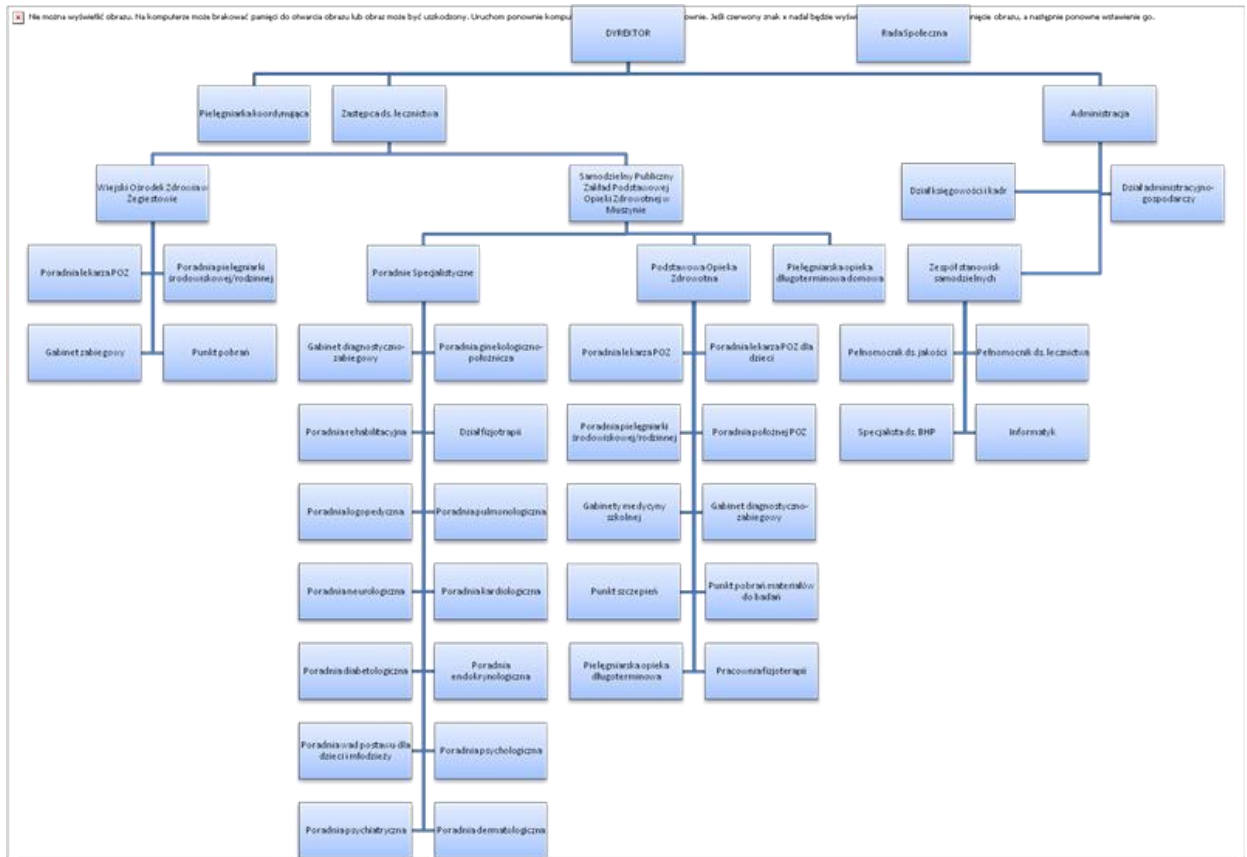 Nie można wyświetlić obrazu. Na komputerze może brakować pamięci do otwarcia obrazu lub obraz może być uszkodzony. Uruchom ponownie kompu
ownie. Jeśli czerwony znak x nadal będzie wyświ
nięcie obrazu, a następnie ponowne wstawienie go.
DYREKTOR
Rada Społeczna
Pielęgniarka koordynująca
Zastępca ds. lecznictwa
Administracja
Wiejski Ośrodek Zdrowia w
Żegiestowie
Samodzielny Publiczny
Zakład Podstawowej
Opieki Zdrowotnej w
Muszynie
Dział księgowości i kadr
Dział administracyjno-
gospodarczy
Poradnia lekarza POZ
Poradnia pielęgniarki
środowiskowej/rodzinnej
Poradnie Specjalistyczne
Podstawowa Opieka
Zdrowotna
Pielęgniarska opieka
długoterminowa domowa
Zespół stanowisk
samodzielnych
Gabinet zabiegowy
Punkt pobrań
Gabinet diagnostyczno-
zabiegowy
Poradnia ginekologiczno-
położnicza
Poradnia lekarza POZ
Poradnia lekarza POZ dla
dzieci
Pełnomocnik ds. jakości
Pełnomocnik ds. lecznictwa
Poradnia rehabilitacyjna
Dział fizjotrapii
Poradnia pielęgniarki
środowiskowej/rodzinnej
Poradnia położnej POZ
Specjalista ds. BHP
Informatyk
Poradnia logopedyczna
Poradnia pulmonologiczna
Gabinety medycyny
szkolnej
Gabinet diagnostyczno-
zabiegowy
Poradnia neurologiczna
Poradnia kardiologiczna
Punkt szczepień
Punkt pobrań materiałów
do badań
Poradnia diabetologiczna
Poradnia
endokrynologiczna
Pielęgniarska opieka
długoterminowa
Pracownia fizjoterapii
Poradnia wad postawu dla
dzieci i młodzieży
Poradnia psychologiczna
Poradnia psychiatryczna
Poradnia dermatologiczna